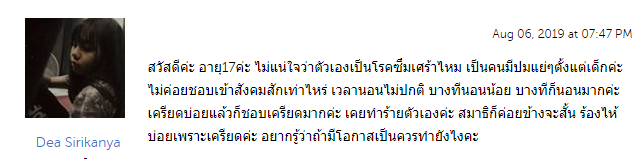 Aug 06, 2019 at 07:47 PM
สวัสดีค่ะ อายุ17ค่ะ ไม่แน่ใจว่าตัวเองเป็นโรคซึ่มเศร้าไหม เป็นคนมีปมแย่ๆตั้งแต่เด็กค่ะ
ไม่ค่อยชอบเข้าสังคมสักเท่าไหร่ เวลานอนไม่ปกติ บางทีนอนน้อย บางทีก็นอนมากค่ะ
เครียดบ่อยแล้วก็ชอบเครียดมากค่ะ เคยทำร้ายตัวเองค่ะ สมาธิก็ค่อยข้างจะสั้น ร้องไห้
บ่อยเพราะเครียดค่ะ อยากรู้ว่าถ้ามีโอกาสเป็นควรทำยังไงคะ
Dea Sirikanya